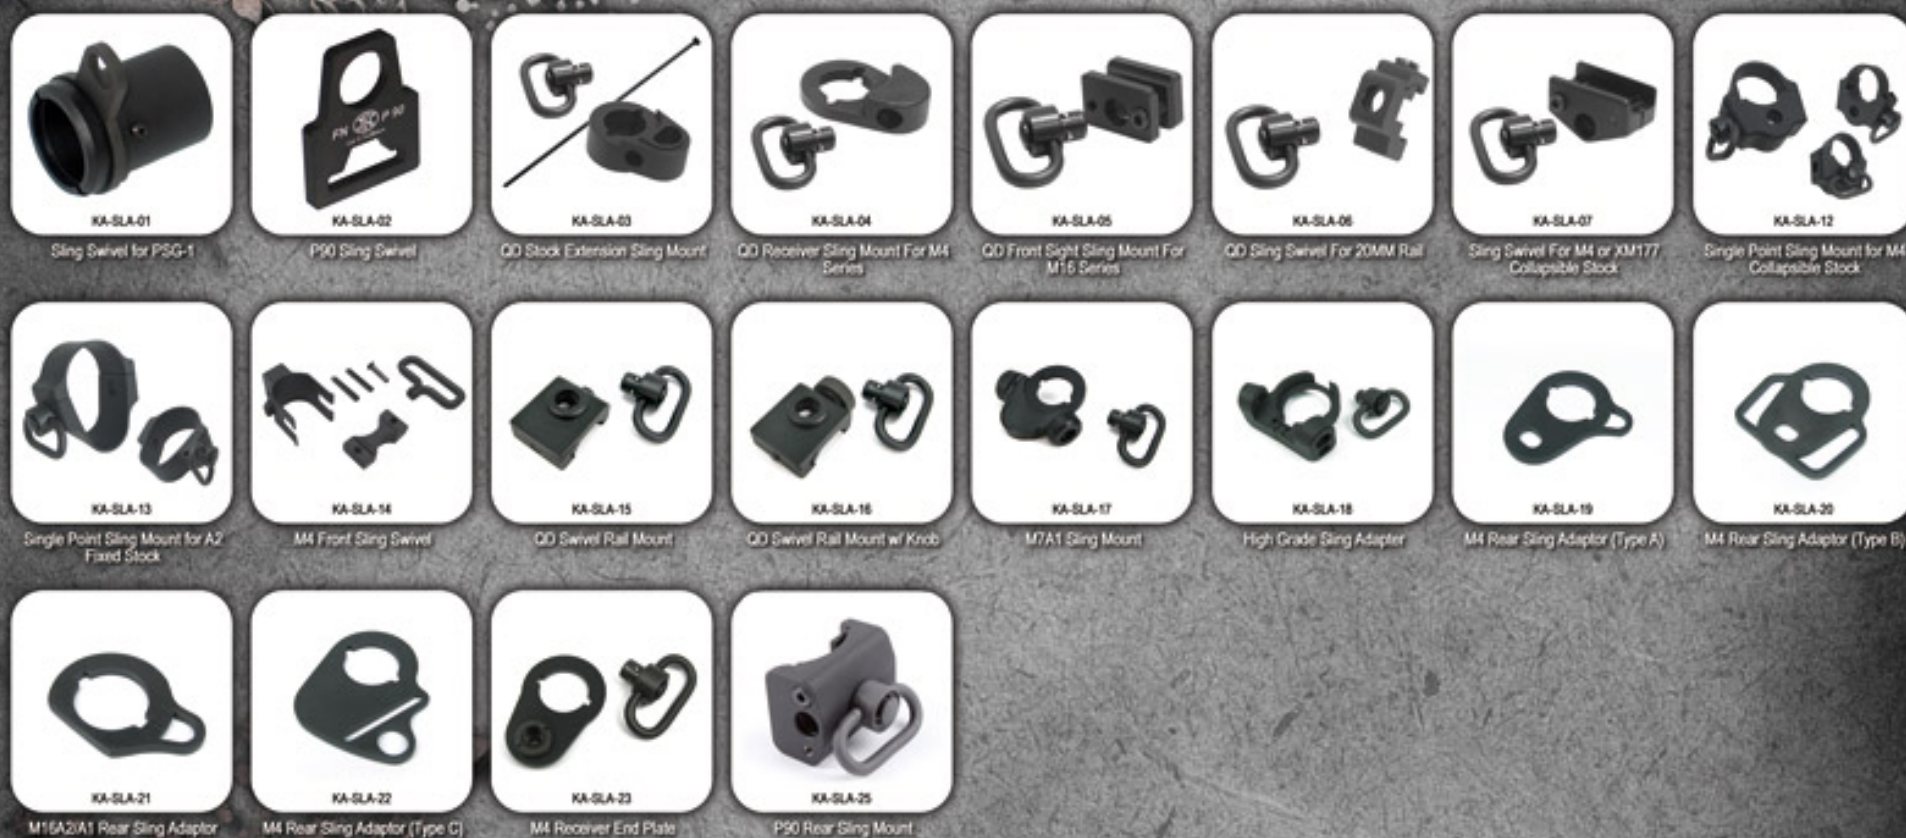 FN P90
KA-SLA-01
Sling Swivel for PSG-1
KA-SLA-02
P90 Sling Swivel
KA-SLA-03
QD Stock Extension Sling Mount
KA-SLA-04
QD Receiver Sling Mount For M4
Series
KA-SLA-05
QD Front Sight Sling Mount For
M16 Series
KA-SLA-06
QD Sling Swivel For 20MM Rail
KA-SLA-07
Sling Swivel For M4 or XM177
Collapsible Stock
KA-SLA-12
Single Point Sling Mount for M4
Collapsible Stock
KA-SLA-13
Single Point Sling Mount for A2
Fixed Stock
KA-SLA-14
M4 Front Sling Swivel
KA-SLA-15
QD Swivel Rail Mount
KA-SLA-16
QD Swivel Rail Mount w/ Knob
KA-SLA-17
M7A1 Sling Mount
KA-SLA-18
High Grade Sling Adapter
KA-SLA-19
M4 Rear Sling Adaptor (Type A)
KA-SLA-20
M4 Rear Sling Adaptor (Type B)
KA-SLA-21
M16A2/A1 Rear Sling Adaptor
KA-SLA-22
M4 Rear Sling Adaptor (Type C)
KA-SLA-23
M4 Receiver End Plate
KA-SLA-25
P90 Rear Sling Mount